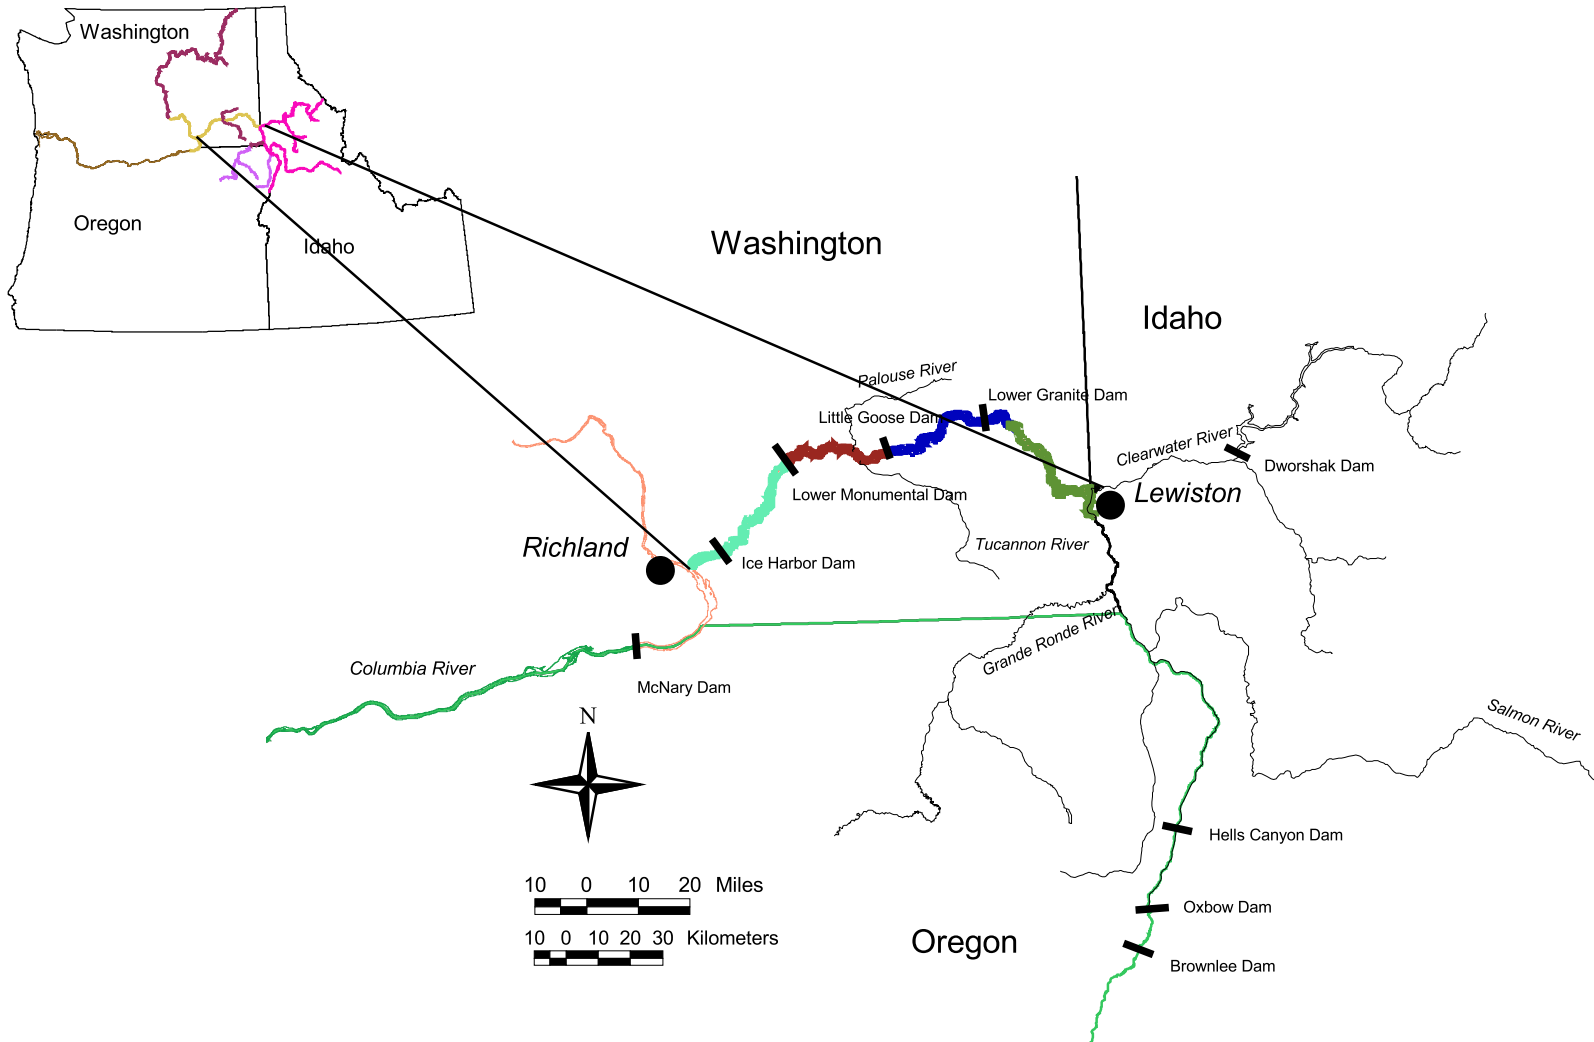 Washington
Oregon
Idaho
Washington
Idaho
Palouse River
Lower Granite Dam
Little Goose Dam
Clearwater River
Dworshak Dam
Lewiston
Lower Monumental Dam
Richland
Tucannon River
Ice Harbor Dam
Grande Ronde River
Columbia River
McNary Dam
Salmon River
N
Hells Canyon Dam
10 0 10 20 Miles
Oxbow Dam
10 0 10 20 30 Kilometers
Oregon
Brownlee Dam